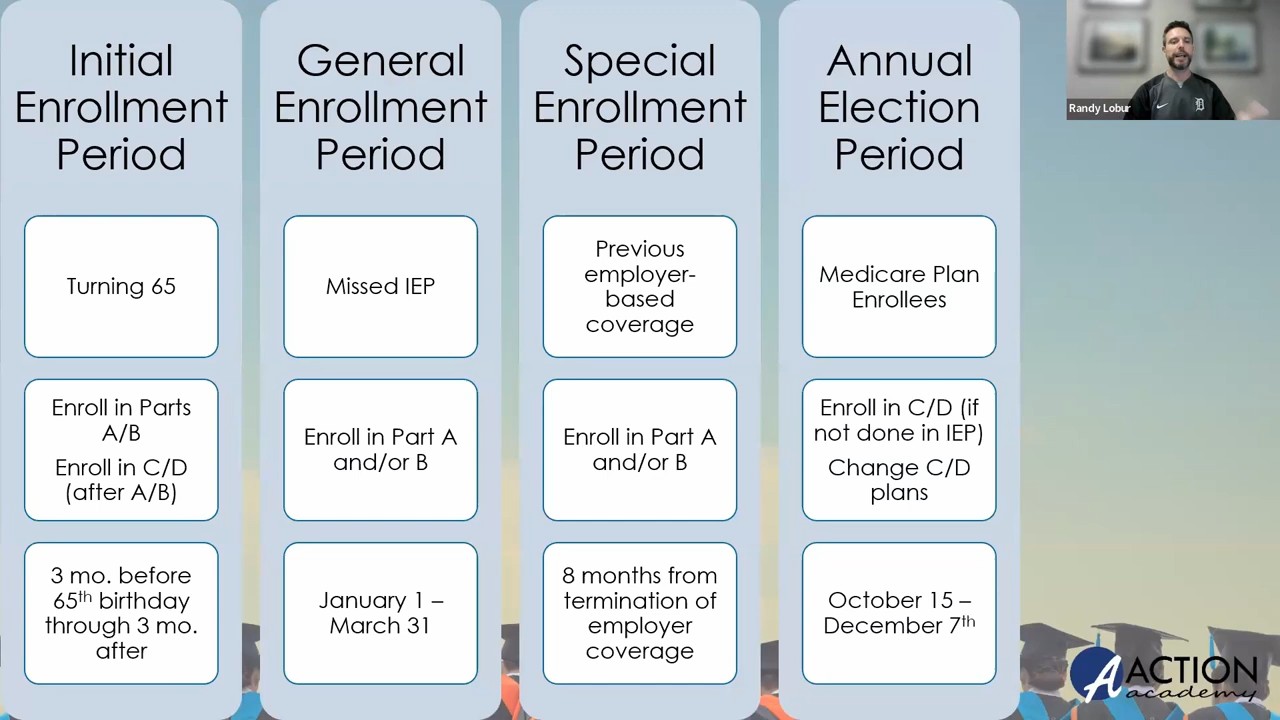 Initial
Enrollment
Period
Turning 65
Enroll in Parts
A/B
Enroll in C/D
(after A/B)
3 mo. before
65th birthday
through 3 mo.
after
General
Enrollment
Period
Missed IEP
Enroll in Part A
and/or B
January 1 –
March 31
Special
Enrollment
Period
Previous
employer-
based
coverage
Enroll in Part A
and/or B
8 months from
termination of
employer
coverage
Annual
Election
Period
Medicare Plan
Enrollees
Enroll in C/D (if
not done in IEP)
Change C/D
plans
October 15 –
December 7th
Randy Lobur
D
A ACTION
academy